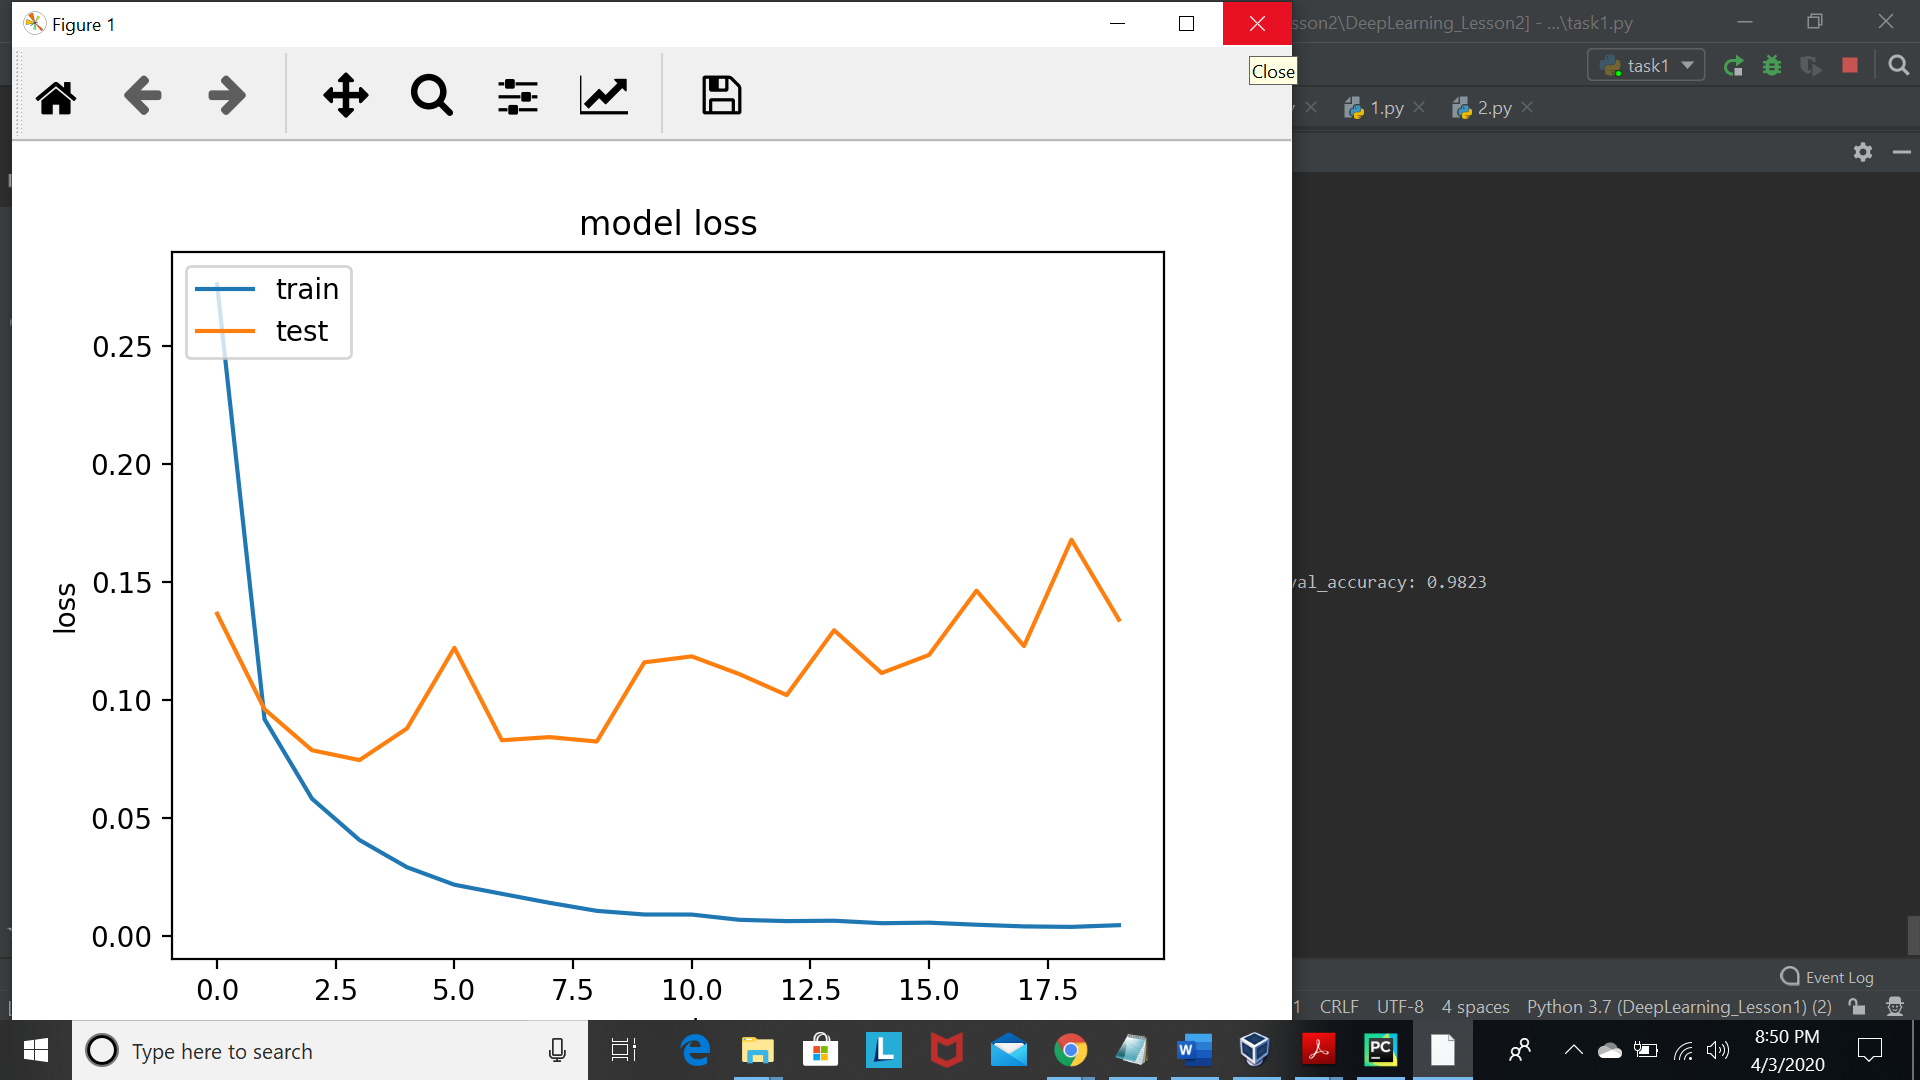 Figure 1
sson2\DeepLearning_Lesson2] - ...\task1.py
task1
Close
1.py
2.py
model loss
train
test
0.25
0.20
0.15
0.10
0.05
0.00
loss
0.0 2.5 5.0 7.5 10.0 12.5 15.0 17.5
val_accuracy: 0.9823
Event Log
1 CRLF UTF-8 4 spaces Python 3.7 (DeepLearning_Lesson1) (2)
Type here to search
L
W
PC
8:50 PM
4/3/2020